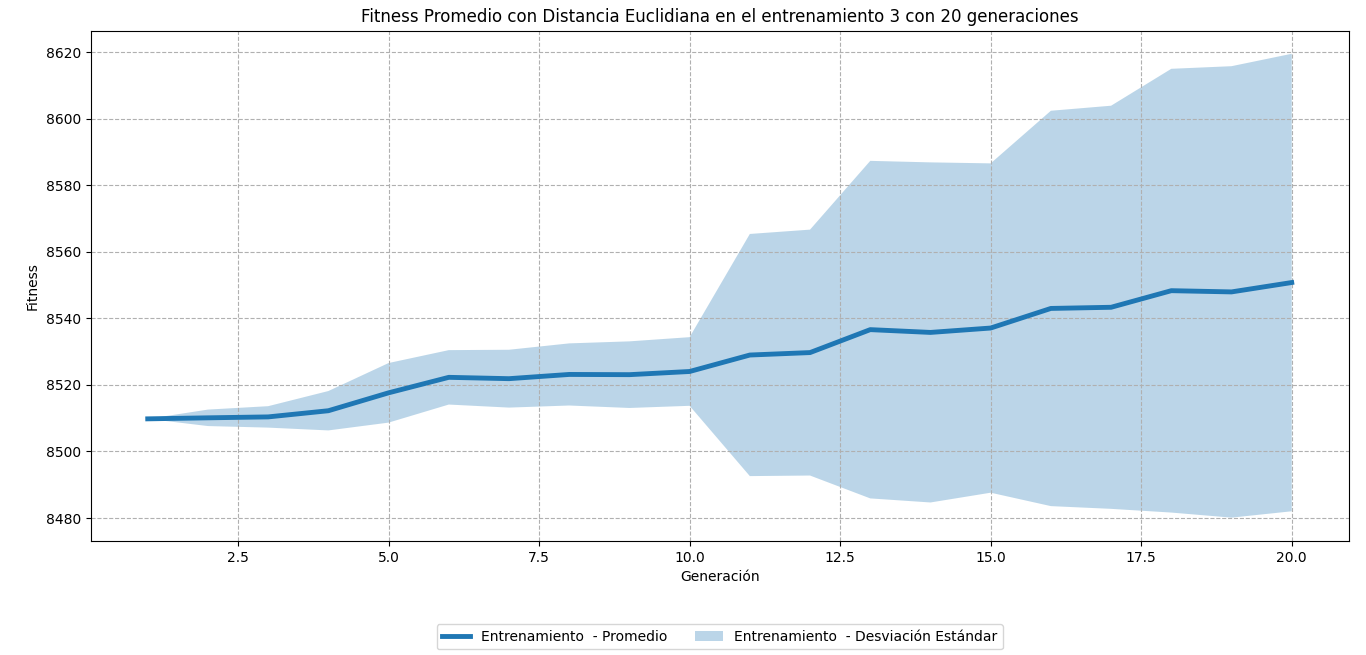 Fitness Promedio con Distancia Euclidiana en el entrenamiento 3 con 20 generaciones
8620
8600
8580
8560
8540
8520
8500
8480
Fitness
2.5 5.0 7.5 10.0 12.5 15.0 17.5 20.0
Generación
Entrenamiento - Promedio Entrenamiento - Desviación Estándar